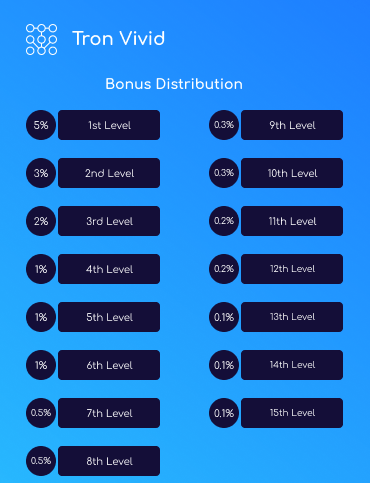 Tron Vivid
Bonus Distribution
5% 1st Level
3% 2nd Level
2% 3rd Level
1% 4th Level
1% 5th Level
1% 6th Level
0.5% 7th Level
0.5% 8th Level
0.3% 9th Level
0.3% 10th Level
0.2% 11th Level
0.2% 12th Level
0.1% 13th Level
0.1% 14th Level
0.1% 15th Level